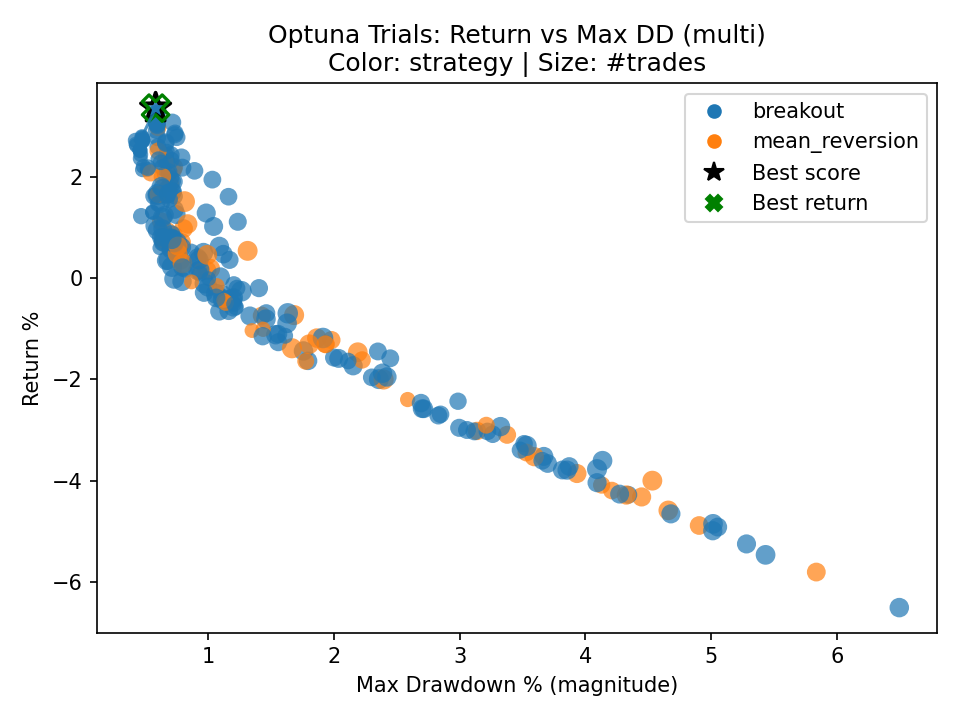 Optuna Trials: Return vs Max DD (multi)
Color: strategy | Size: #trades
breakout
mean_reversion
Best score
Best return
Return %
2
0
−2
−4
−6
1
2
3
4
5
6
Max Drawdown % (magnitude)